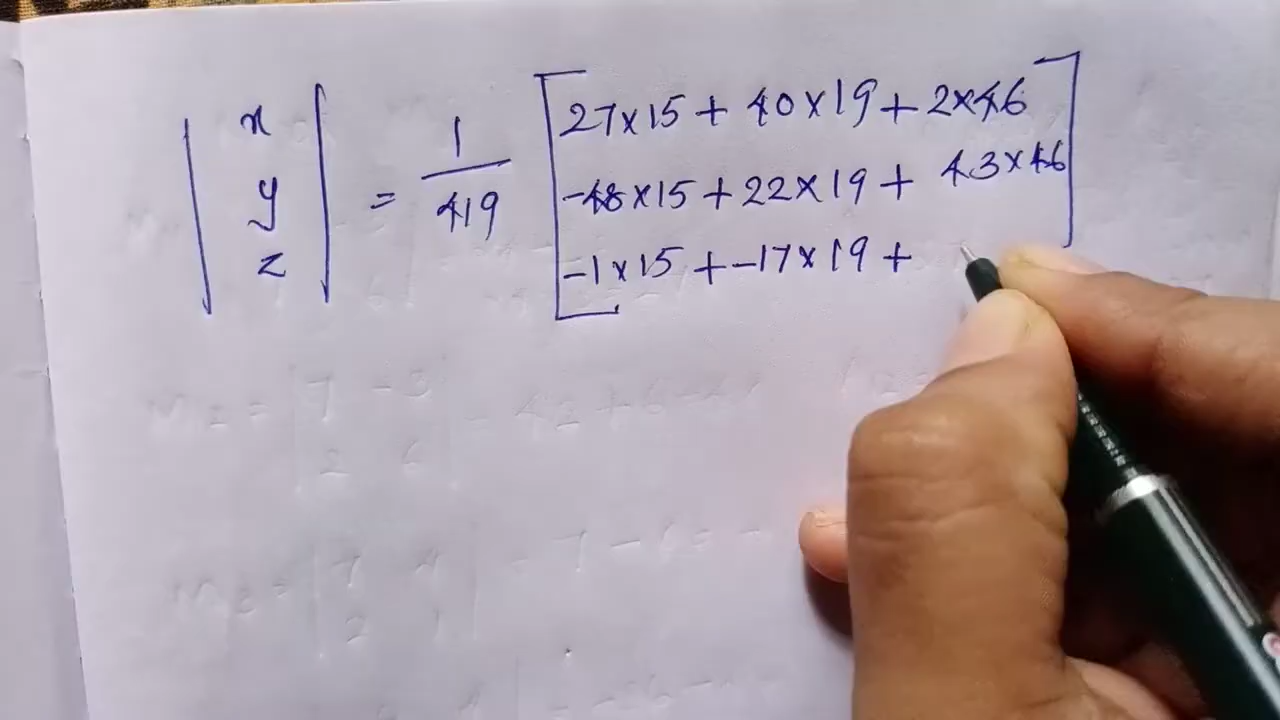 x = 1/419 [27×15 + 40×19 + 2×46
y -48×15 + 22×19 + 43×46
z -1×15 + -17×19 +